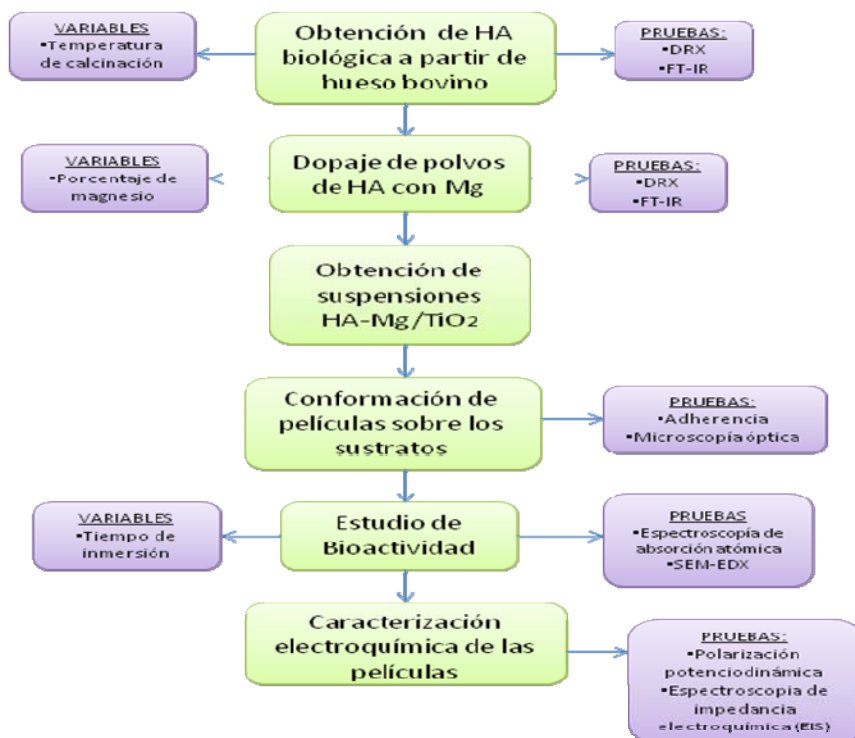 VARIABLES
•Temperatura
de calcinación
Obtención de HA
biológica a partir de
hueso bovino
PRUEBAS:
•DRX
•FT-IR
VARIABLES
•Porcentaje de
magnesio
Dopaje de polvos
de HA con Mg
PRUEBAS:
•DRX
•FT-IR
Obtención de
suspensiones
HA-Mg/TiO2
Conformación de
películas sobre los
sustratos
PRUEBAS:
•Adherencia
•Microscopía óptica
VARIABLES
•Tiempo de
inmersión
Estudio de
Bioactividad
PRUEBAS
•Espectroscopía de
absorción atómica
•SEM-EDX
Caracterización
electroquímica de las
películas
PRUEBAS:
•Polarización
potenciodinámica
•Espectroscopia de
impedancia
electroquímica (EIS)